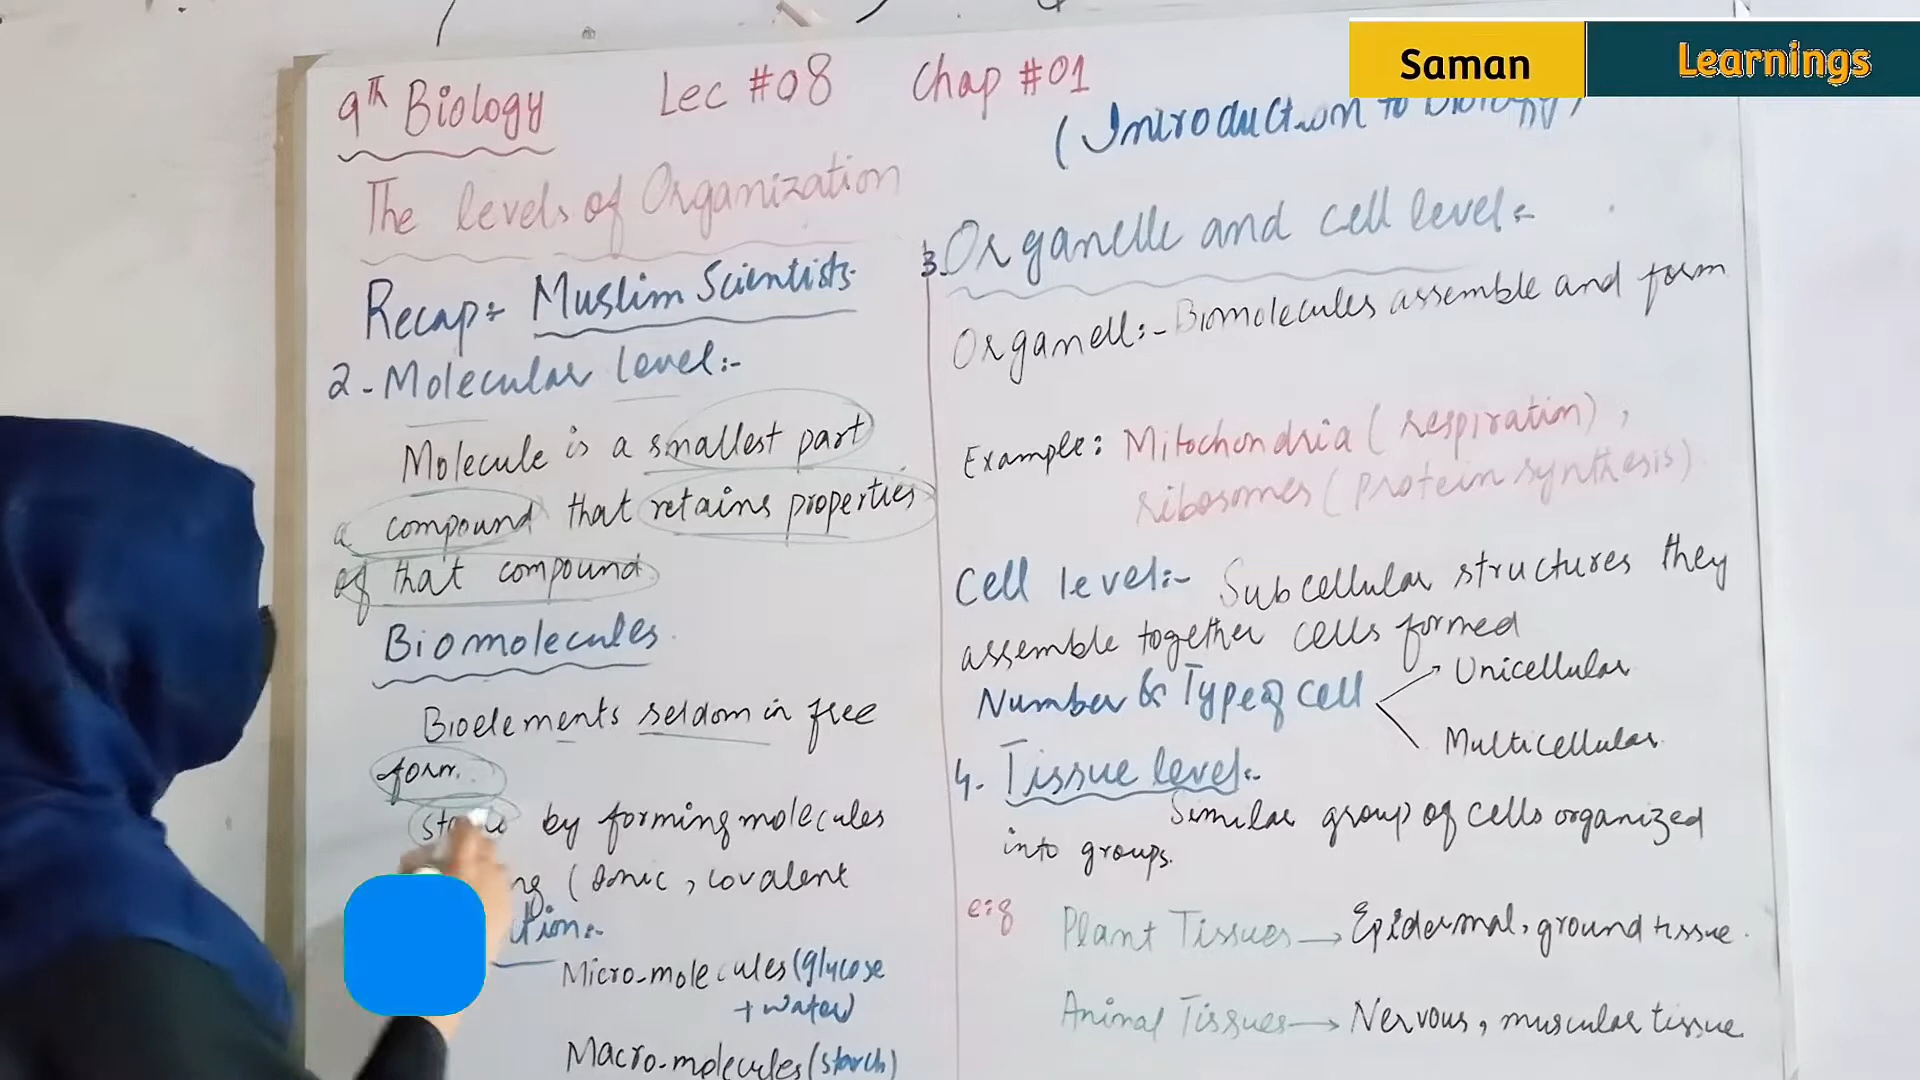 Saman Learnings
9th Biology Lec #08 Chap #01
(Introduction to Biology)
The levels of Organization
Recap:- Muslim Scientists.
2- Molecular level:-
Molecule is a smallest part
a compound that retains properties
of that compound
Biomolecules.
Bioelements seldom in free
form.
by forming molecules
(Ionic, covalent
Micro-molecules (glucose
+ water)
Macro-molecules (starch)
3. Organelle and cell level:-
Organell:- Biomolecules assemble and form
Example: Mitochondria (respiration),
ribosomes (protein synthesis)
Cell level:- Subcellular structures they
assemble together cells formed
Number & Type of cell
Unicellular
Multicellular.
4. Tissue level:-
Similar group of cells organized
into groups.
e:g Plant Tissues → Epidermal, ground tissue.
Animal Tissues → Nervous, muscular tissue